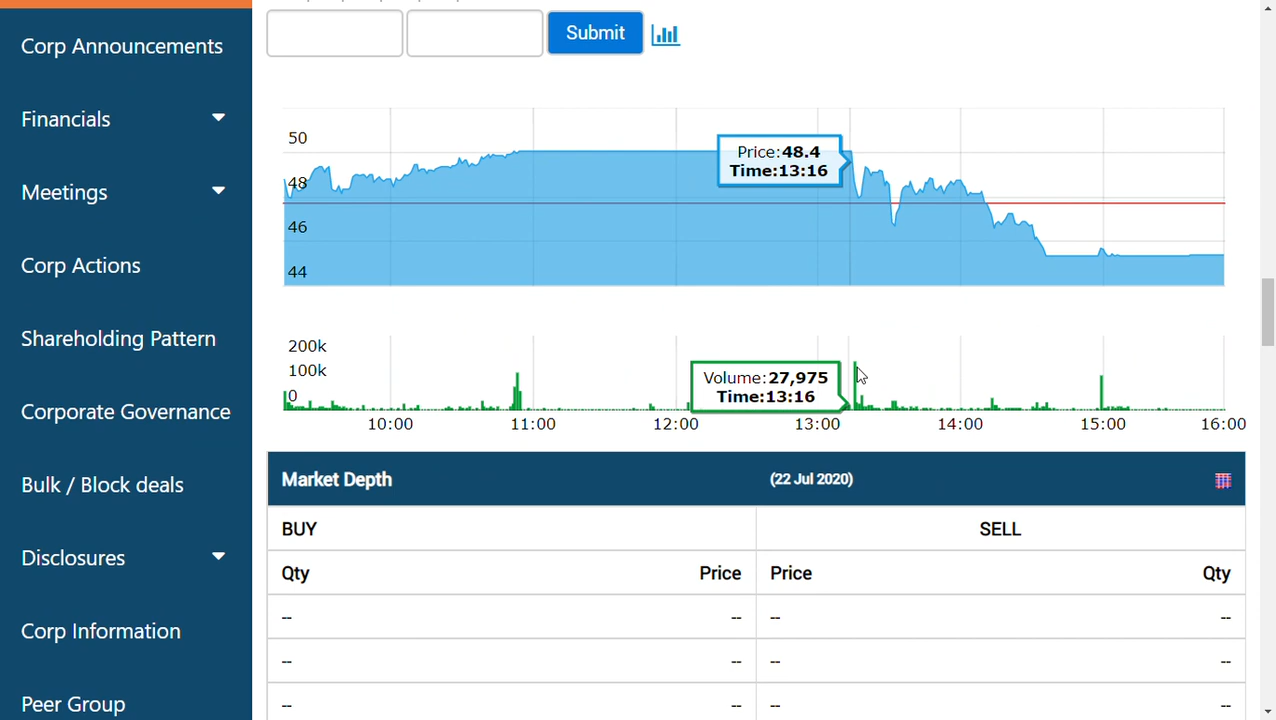 Corp Announcements
Submit
Financials
Meetings
Corp Actions
Shareholding Pattern
Corporate Governance
Bulk / Block deals
Disclosures
Corp Information
Peer Group
50
48
46
44
Price:48.4
Time:13:16
200k
100k
0
Volume:27,975
Time:13:16
10:00 11:00 12:00 13:00 14:00 15:00 16:00
Market Depth (22 Jul 2020)
BUY SELL
Qty Price Price Qty
-- -- -- --
-- -- -- --
-- -- -- --